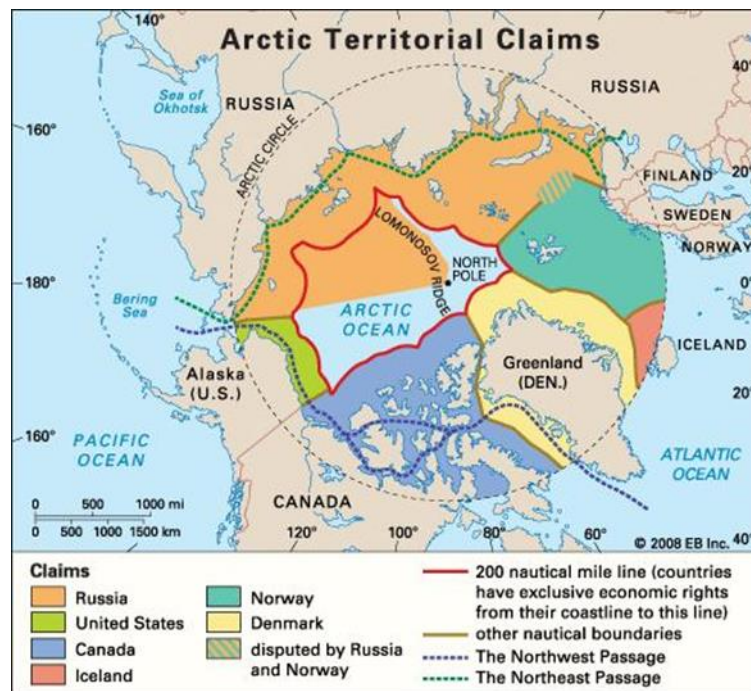 Arctic Territorial Claims
140°
40°
Sea of
Okhotsk
RUSSIA
RUSSIA
160°
ARCTIC CIRCLE
FINLAND
20°
SWEDEN
NORWAY
LOMONOSOV RIDGE
NORTH
POLE
180°
0°
Bering
Sea
ARCTIC
OCEAN
ICELAND
Alaska
(U.S.)
Greenland
(DEN.)
20°
160°
PACIFIC
OCEAN
ATLANTIC
OCEAN
CANADA
0 500 1000 mi
0 500 1000 1500 km
120°
100°
80°
60°
40°
© 2008 EB Inc.
Claims
Russia
United States
Canada
Iceland
Norway
Denmark
disputed by Russia
and Norway
200 nautical mile line (countries
have exclusive economic rights
from their coastline to this line)
other nautical boundaries
The Northwest Passage
The Northeast Passage